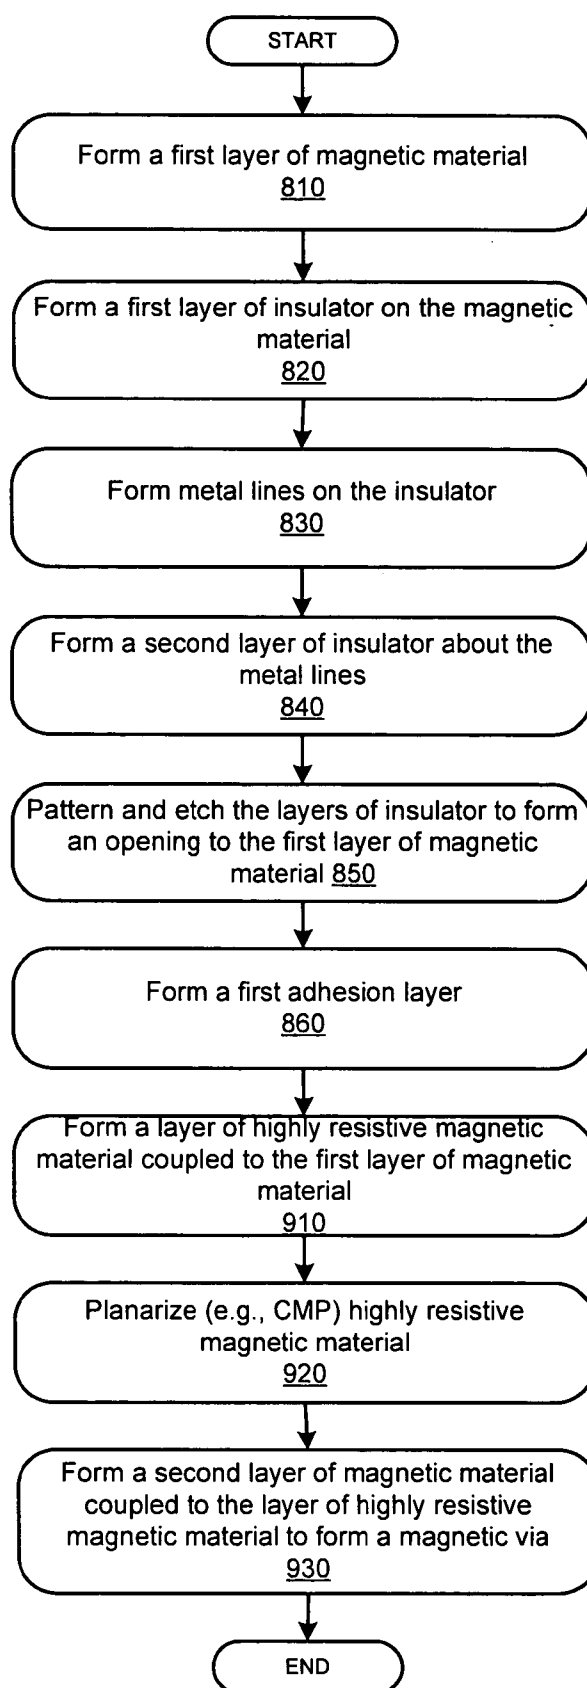 START
Form a first layer of magnetic material
810
Form a first layer of insulator on the magnetic
material
820
Form metal lines on the insulator
830
Form a second layer of insulator about the
metal lines
840
Pattern and etch the layers of insulator to form
an opening to the first layer of magnetic
material 850
Form a first adhesion layer
860
Form a layer of highly resistive magnetic
material coupled to the first layer of magnetic
material
910
Planarize (e.g., CMP) highly resistive
magnetic material
920
Form a second layer of magnetic material
coupled to the layer of highly resistive
magnetic material to form a magnetic via
930
END